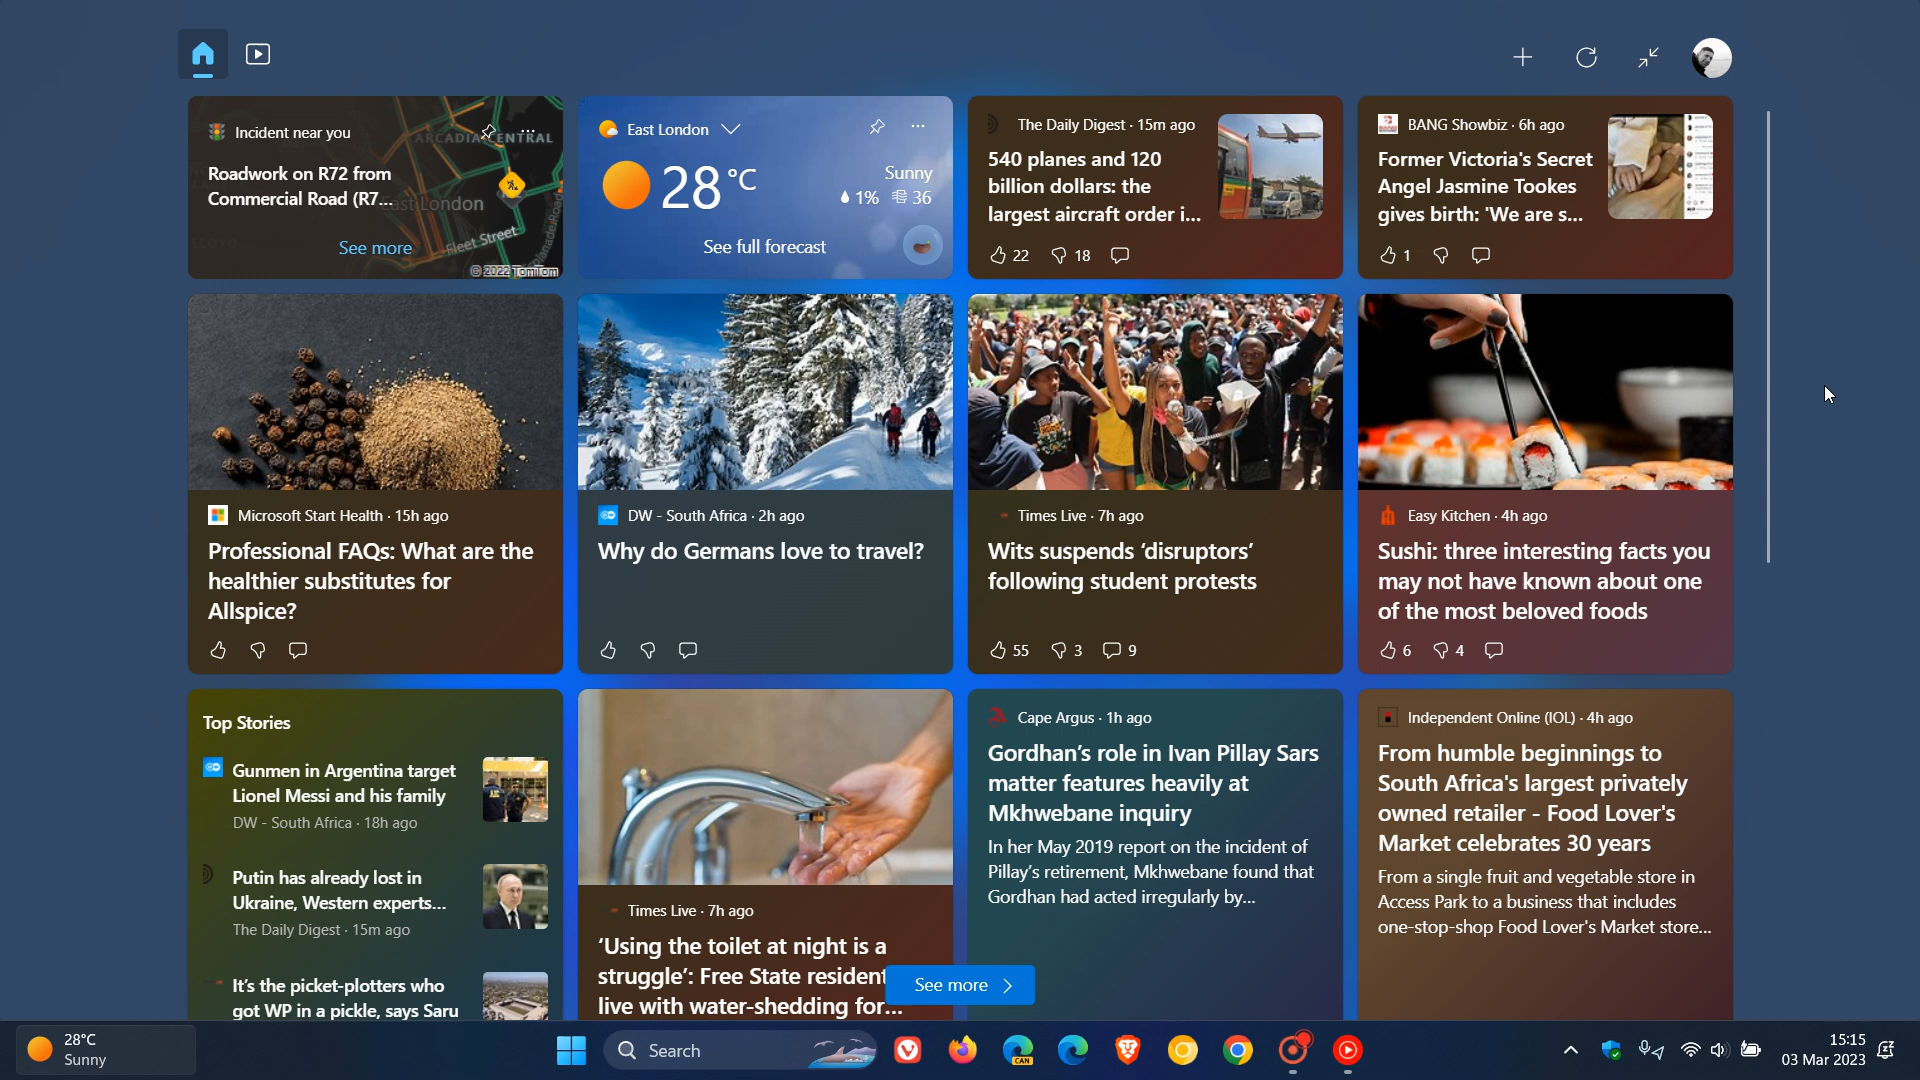 Incident near you
Roadwork on R72 from
Commercial Road (R7...
See more
ARCADIA CENTRAL
East London
Fleet Street
© 2022 TomTom
East London
28 °C
Sunny
1% 36
See full forecast
The Daily Digest · 15m ago
540 planes and 120
billion dollars: the
largest aircraft order i...
22 18
BANG Showbiz · 6h ago
Former Victoria's Secret
Angel Jasmine Tookes
gives birth: 'We are s...
1
Microsoft Start Health · 15h ago
Professional FAQs: What are the
healthier substitutes for
Allspice?
DW - South Africa · 2h ago
Why do Germans love to travel?
Times Live · 7h ago
Wits suspends ‘disruptors’
following student protests
55 3 9
Easy Kitchen · 4h ago
Sushi: three interesting facts you
may not have known about one
of the most beloved foods
6 4
Top Stories
Gunmen in Argentina target
Lionel Messi and his family
DW - South Africa · 18h ago
Putin has already lost in
Ukraine, Western experts...
The Daily Digest · 15m ago
It’s the picket-plotters who
got WP in a pickle, says Saru
Times Live · 7h ago
‘Using the toilet at night is a
struggle’: Free State resident
live with water-shedding for...
Cape Argus · 1h ago
Gordhan’s role in Ivan Pillay Sars
matter features heavily at
Mkhwebane inquiry
In her May 2019 report on the incident of
Pillay’s retirement, Mkhwebane found that
Gordhan had acted irregularly by...
Independent Online (IOL) · 4h ago
From humble beginnings to
South Africa's largest privately
owned retailer - Food Lover's
Market celebrates 30 years
From a single fruit and vegetable store in
Access Park to a business that includes
one-stop-shop Food Lover's Market store...
See more
28°C
Sunny
Search
CAN
15:15
03 Mar 2023